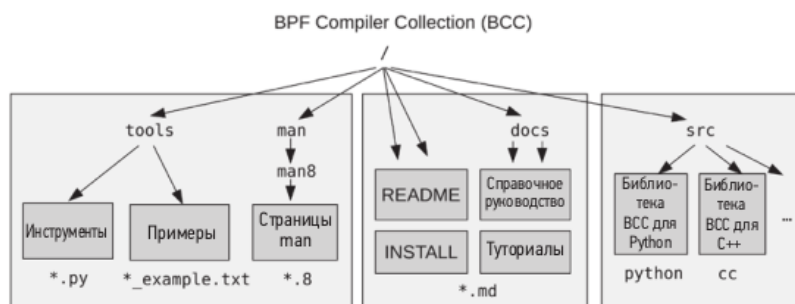 BPF Compiler Collection (BCC)
/
tools
man
docs
src
man8
Инструменты
Примеры
Страницы
man
README
INSTALL
Справочное
руководство
Туториалы
Библио-
тека
BCC для
Python
Библио-
тека
BCC для
C++
...
*.py
*_example.txt
*.8
*.md
python
cc